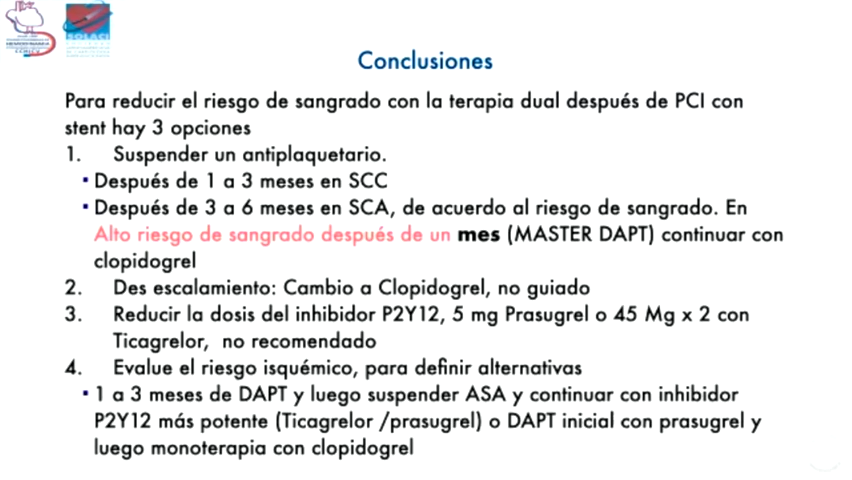 SOLACI
Conclusiones
Para reducir el riesgo de sangrado con la terapia dual después de PCI con
stent hay 3 opciones
1. Suspender un antiplaquetario.
▪ Después de 1 a 3 meses en SCC
▪ Después de 3 a 6 meses en SCA, de acuerdo al riesgo de sangrado. En
Alto riesgo de sangrado después de un mes (MASTER DAPT) continuar con
clopidogrel
2. Des escalamiento: Cambio a Clopidogrel, no guiado
3. Reducir la dosis del inhibidor P2Y12, 5 mg Prasugrel o 45 Mg x 2 con
Ticagrelor, no recomendado
4. Evalue el riesgo isquémico, para definir alternativas
▪ 1 a 3 meses de DAPT y luego suspender ASA y continuar con inhibidor
P2Y12 más potente (Ticagrelor /prasugrel) o DAPT inicial con prasugrel y
luego monoterapia con clopidogrel